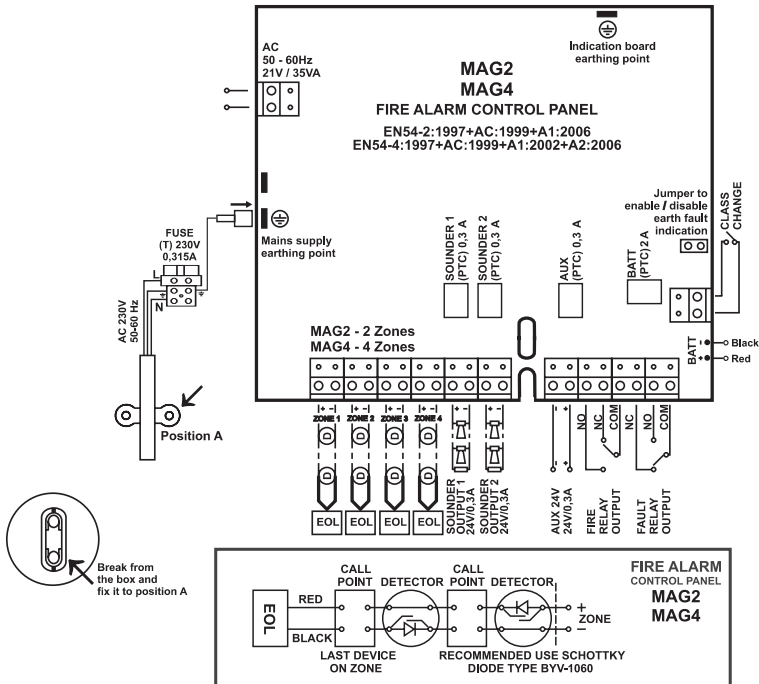 AC
50 - 60Hz
21V / 35VA
Indication board
earthing point
MAG2
MAG4
FIRE ALARM CONTROL PANEL
EN54-2:1997+AC:1999+A1:2006
EN54-4:1997+AC:1999+A1:2002+A2:2006
Jumper to
enable / disable
earth fault
indication
CLASS
CHANGE
FUSE
(T) 230V
0,315A
Mains supply
earthing point
SOUNDER 1
(PTC) 0,3 A
SOUNDER 2
(PTC) 0,3 A
AUX
(PTC) 0,3 A
BATT
(PTC) 2 A
L
N
AC 230V
50-60 Hz
MAG2 - 2 Zones
MAG4 - 4 Zones
BATT
- Black
+ Red
+ - + - + - + - + - + -
ZONE 1 ZONE 2 ZONE 3 ZONE 4
D D D D
D D D D
EOL EOL EOL EOL
SOUNDER
OUTPUT 1
24V/0,3A
SOUNDER
OUTPUT 2
24V/0,3A
- +
AUX 24V
24V/0,3A
NO
NC
COM
FIRE
RELAY
OUTPUT
NC
NO
COM
FAULT
RELAY
OUTPUT
Position A
Break from
the box and
fix it to position A
FIRE ALARM
CONTROL PANEL
MAG2
MAG4
CALL
POINT
DETECTOR
CALL
POINT
DETECTOR
EOL
RED
BLACK
+
ZONE
-
LAST DEVICE
ON ZONE
RECOMMENDED USE SCHOTTKY
DIODE TYPE BYV-1060